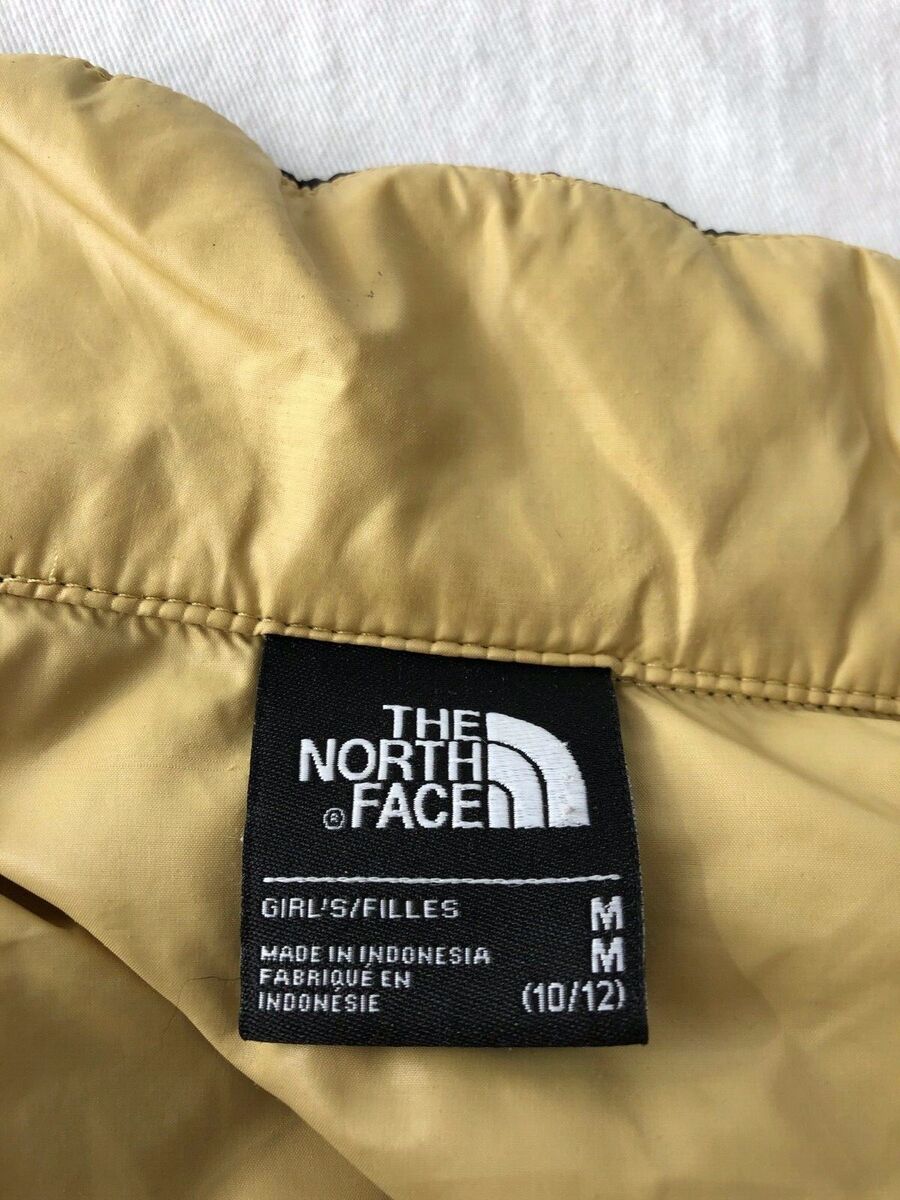 THE
NORTH
® FACE
GIRL'S/FILLES M
MADE IN INDONESIA M
FABRIQUÉ EN
INDONÉSIE (10/12)